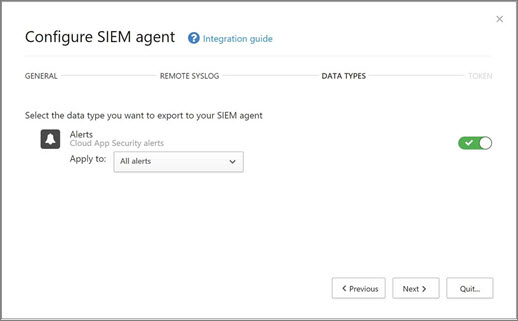 Configure SIEM agent ? Integration guide
GENERAL REMOTE SYSLOG DATA TYPES TOKEN
Select the data type you want to export to your SIEM agent
Alerts
Cloud App Security alerts
Apply to: All alerts
Previous Next Quit...